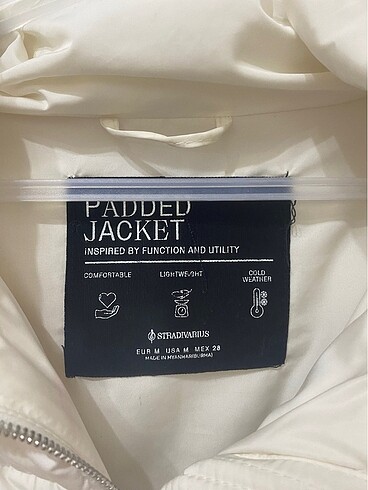 PADDED
JACKET
INSPIRED BY FUNCTION AND UTILITY
COMFORTABLE
LIGHTWEIGHT
COLD
WEATHER
STRADIVARIUS
EUR M USA M MEX 28
MADE IN MYANMAR(BURMA)